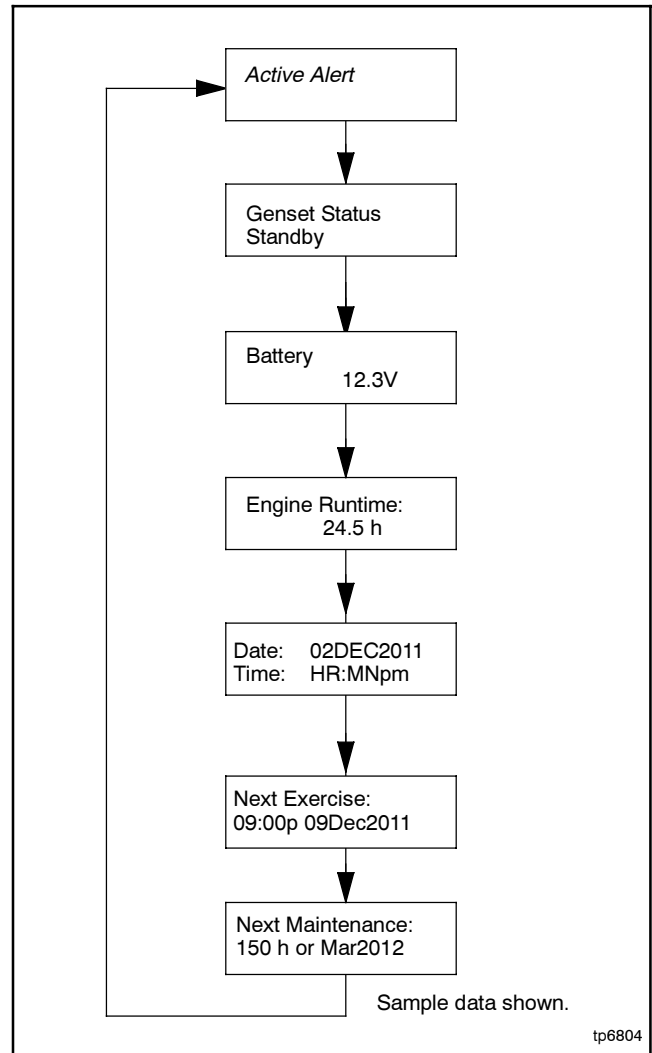 Active Alert
Genset Status
Standby
Battery
12.3V
Engine Runtime:
24.5 h
Date: 02DEC2011
Time: HR:MNpm
Next Exercise:
09:00p 09Dec2011
Next Maintenance:
150 h or Mar2012
Sample data shown.
tp6804